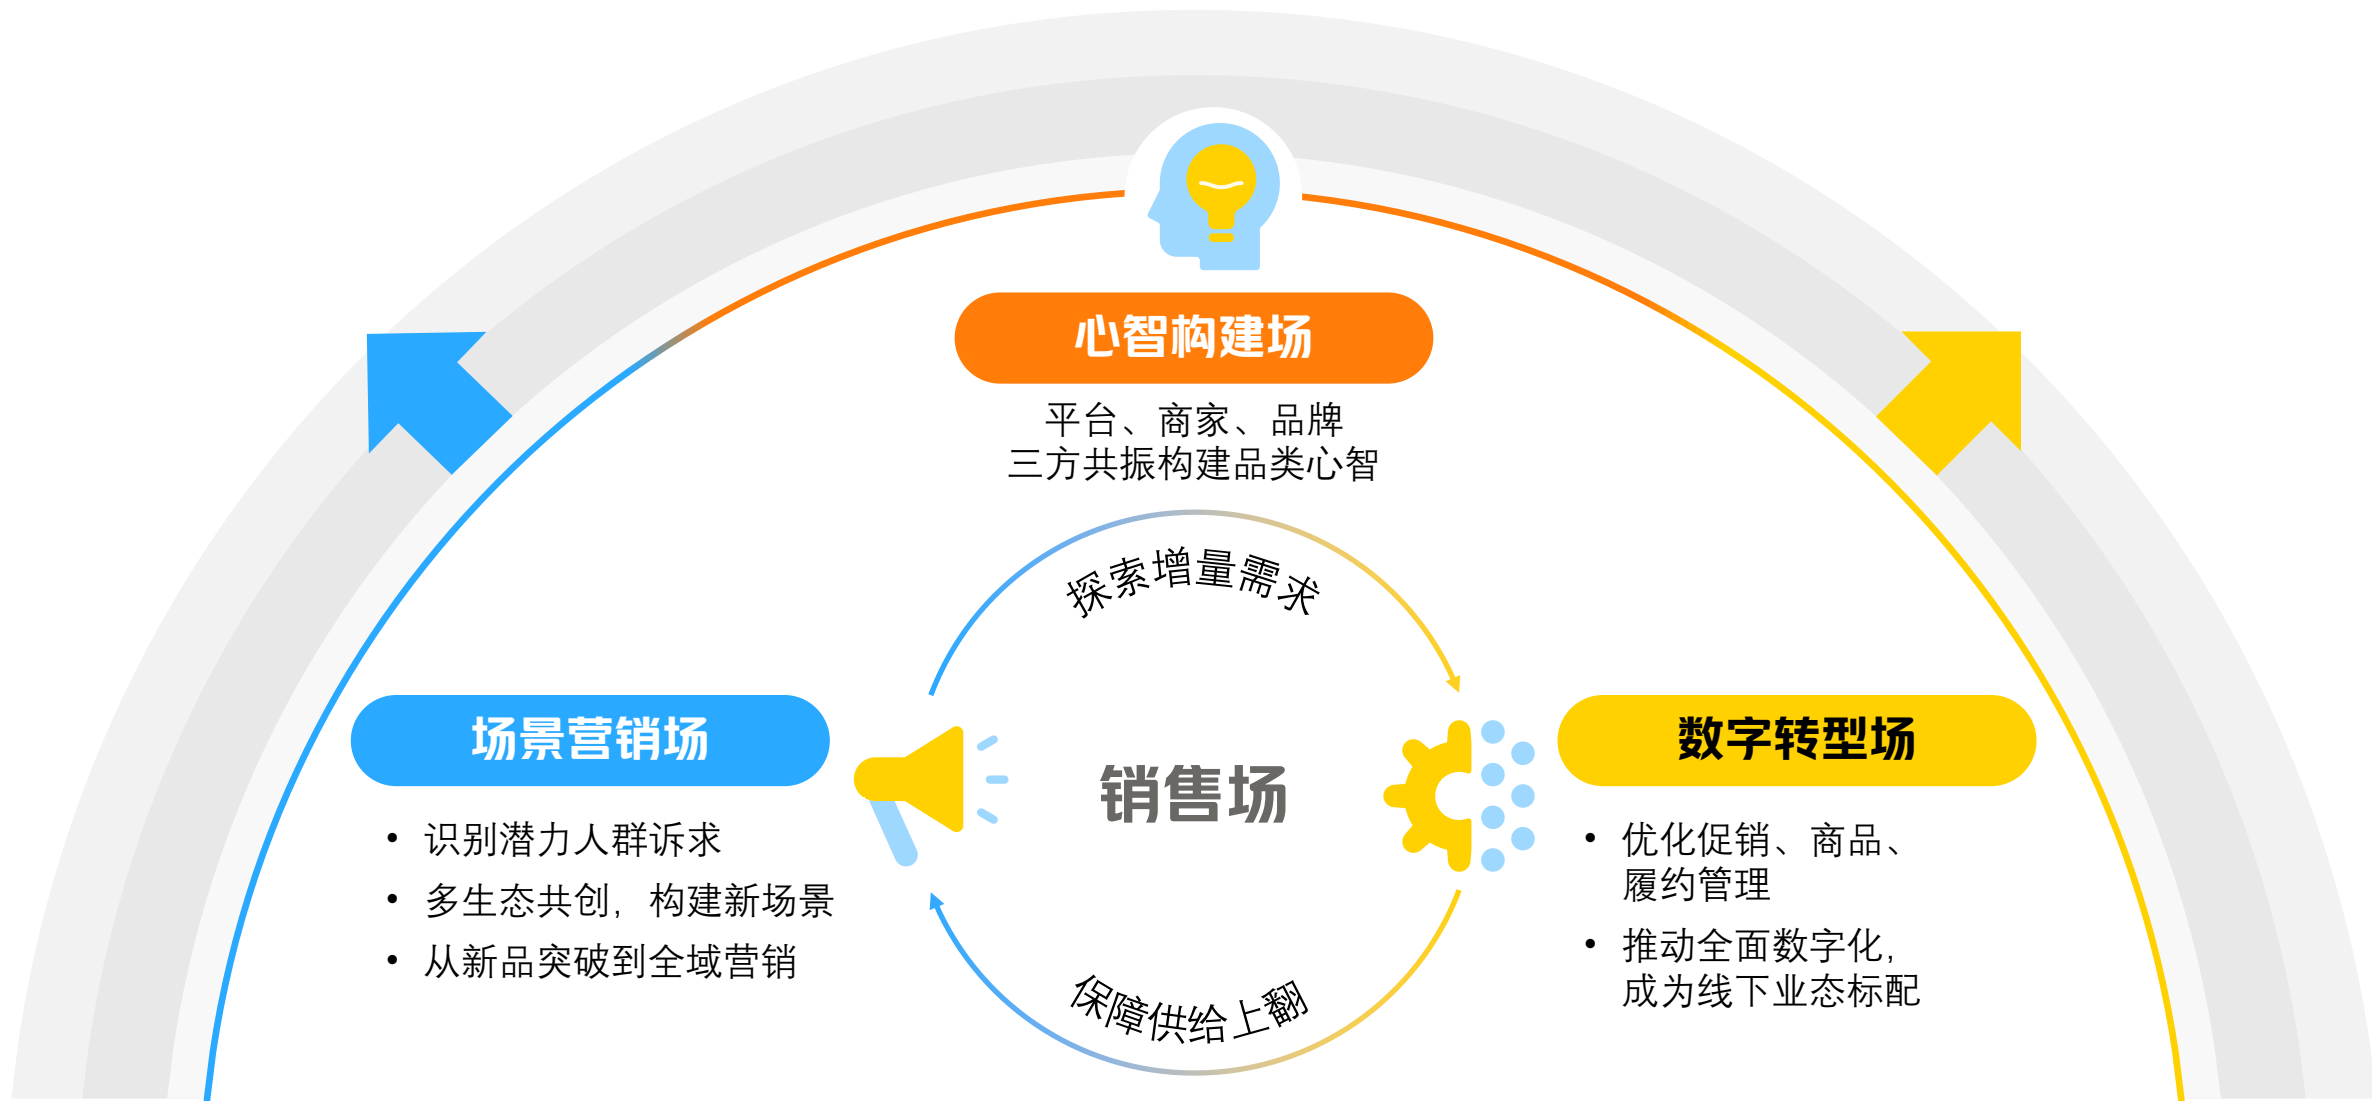 心智构建场
平台、商家、品牌
三方共振构建品类心智
探索增量需求
场景营销场
• 识别潜力人群诉求
• 多生态共创，构建新场景
• 从新品突破到全域营销
销售场
数字转型场
• 优化促销、商品、
履约管理
• 推动全面数字化，
成为线下业态标配
保障供给上翻